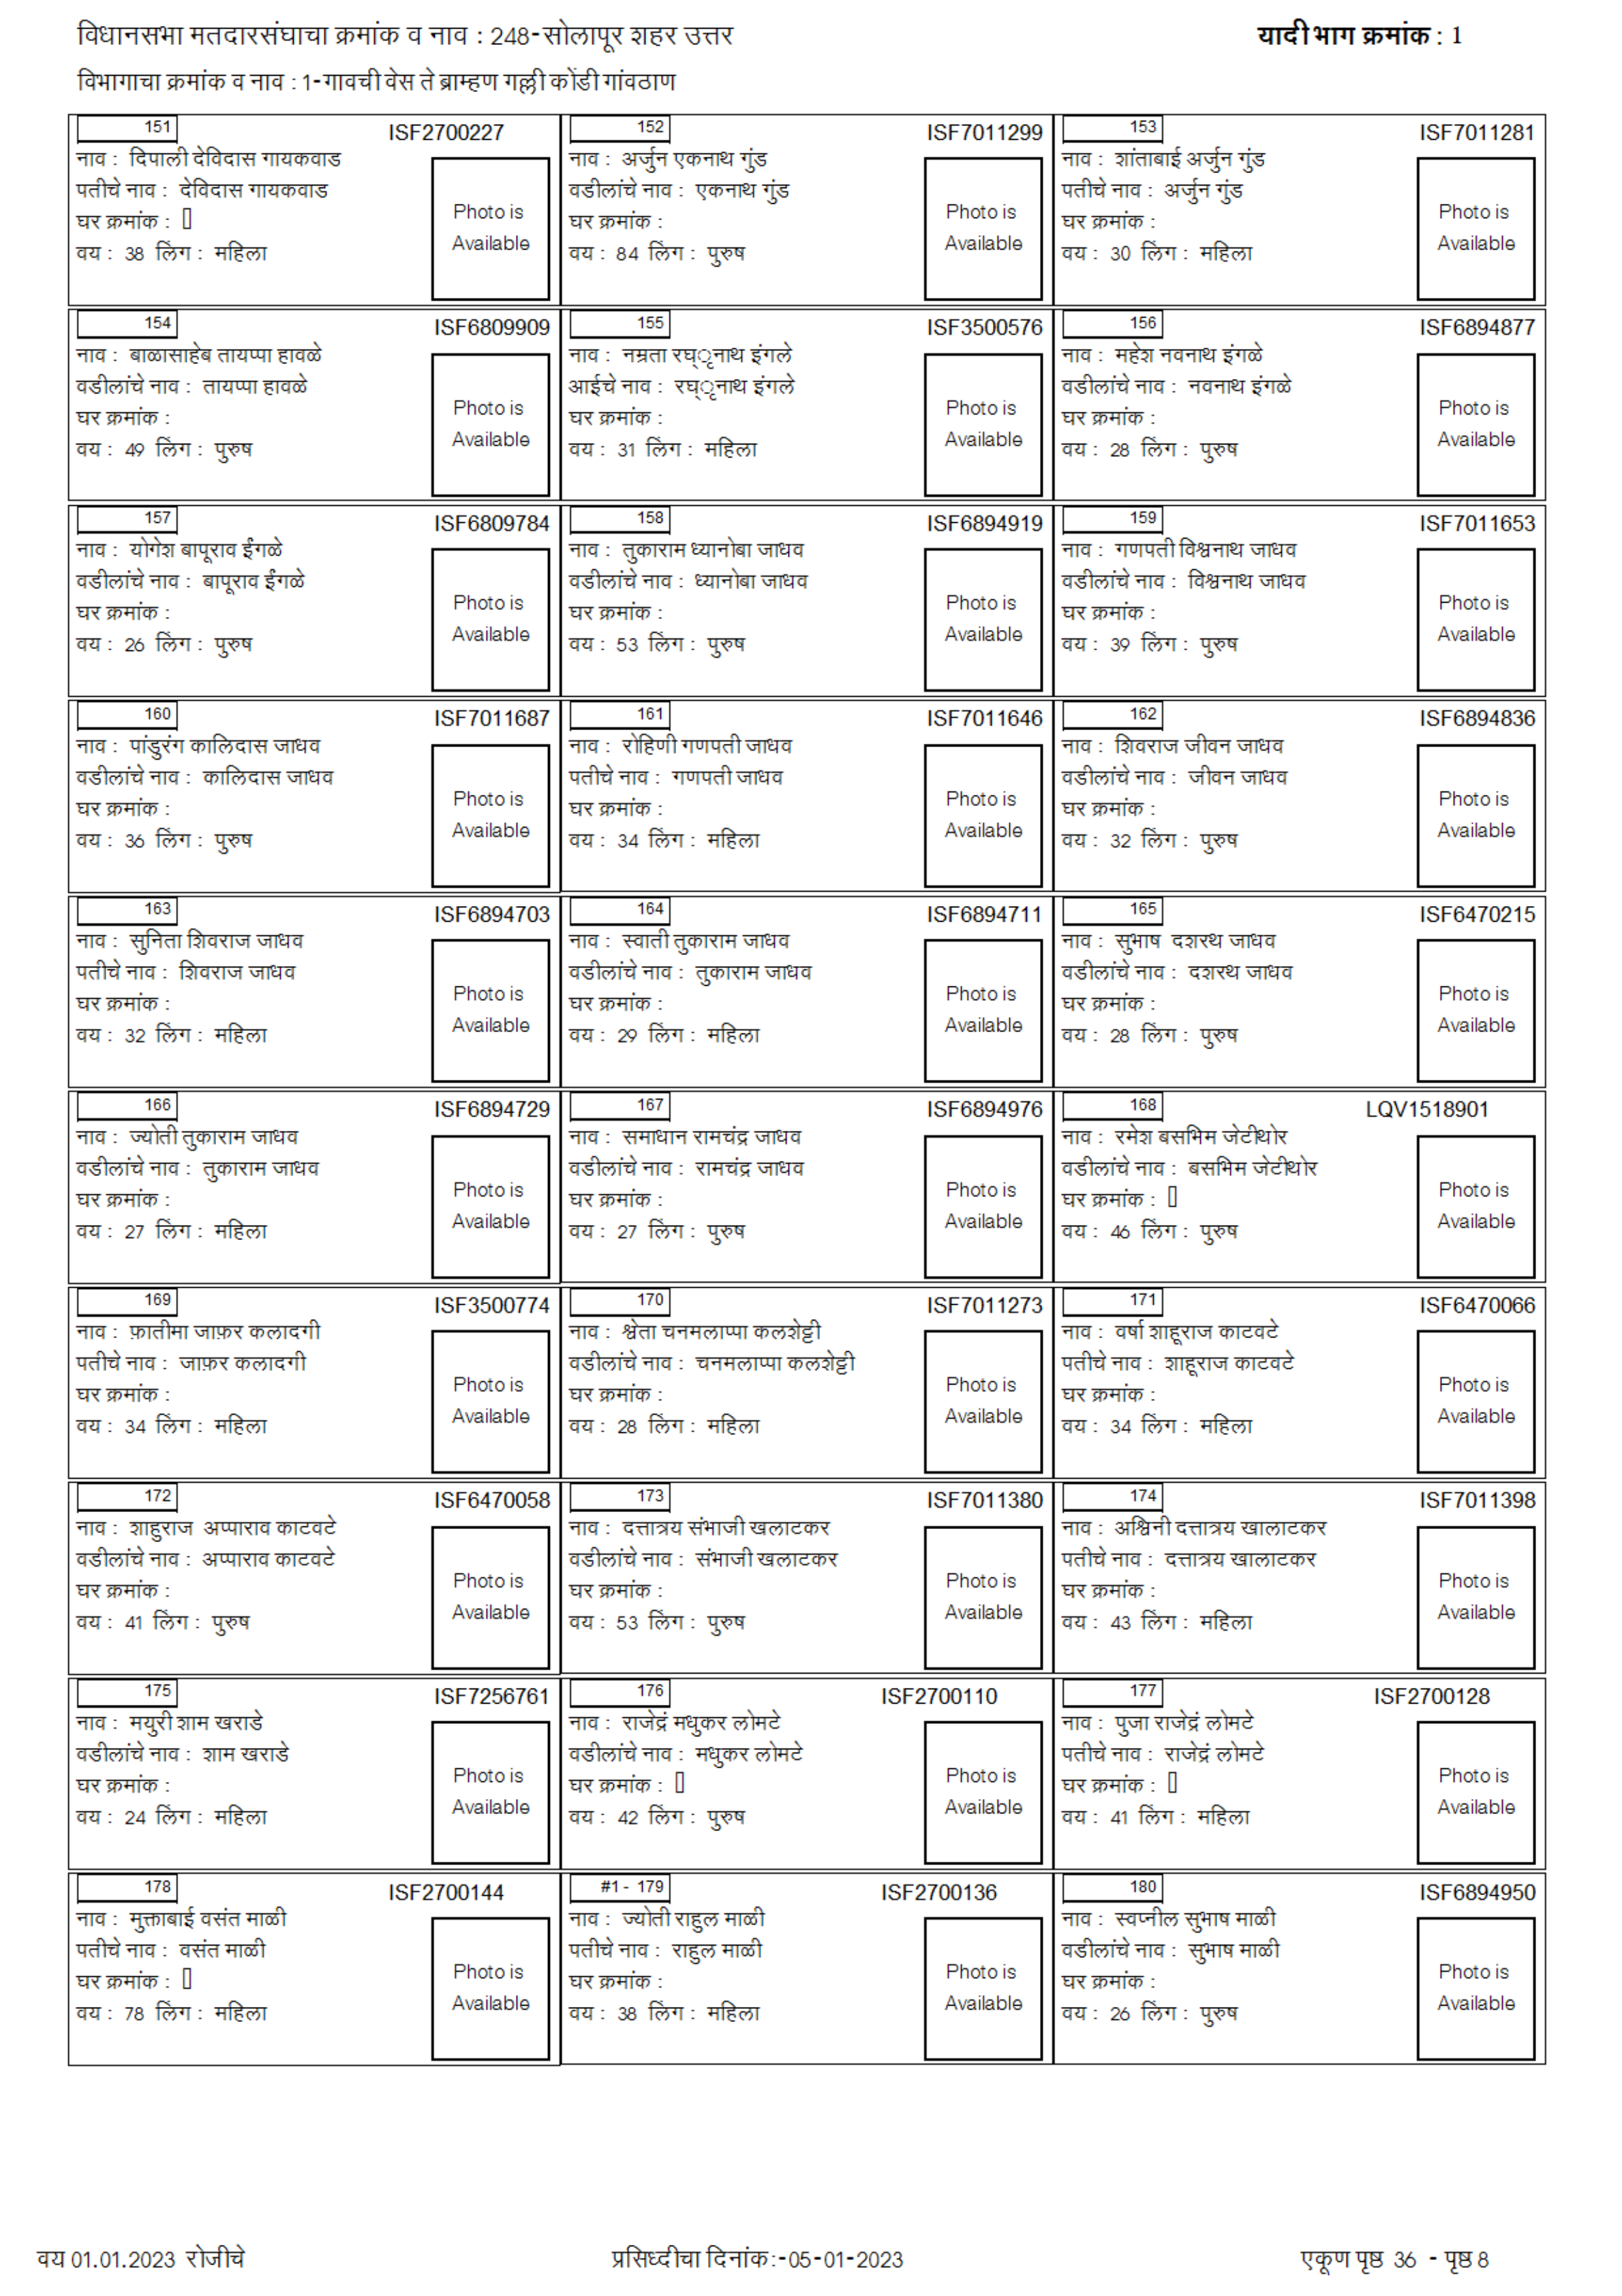 विधानसभा मतदारसंघाचा क्रमांक व नाव : 248-सोलापूर शहर उत्तर
यादी भाग क्रमांक : 1
विभागाचा क्रमांक व नाव : 1-गावची वेस ते ब्राम्हण गल्ली कोंडी गांवठाण
151 ISF2700227
नाव : दिपाली देविदास गायकवाड
पतीचे नाव : देविदास गायकवाड
घर क्रमांक : ▯
वय : 38 लिंग : महिला
Photo is
Available
152 ISF7011299
नाव : अर्जुन एकनाथ गुंड
वडीलांचे नाव : एकनाथ गुंड
घर क्रमांक :
वय : 84 लिंग : पुरुष
Photo is
Available
153 ISF7011281
नाव : शांताबाई अर्जुन गुंड
पतीचे नाव : अर्जुन गुंड
घर क्रमांक :
वय : 30 लिंग : महिला
Photo is
Available
154 ISF6809909
नाव : बाळासाहेब तायप्पा हावळे
वडीलांचे नाव : तायप्पा हावळे
घर क्रमांक :
वय : 49 लिंग : पुरुष
Photo is
Available
155 ISF3500576
नाव : नम्रता रघ्ृनाथ इंगले
आईचे नाव : रघ्ृनाथ इंगले
घर क्रमांक :
वय : 31 लिंग : महिला
Photo is
Available
156 ISF6894877
नाव : महेश नवनाथ इंगळे
वडीलांचे नाव : नवनाथ इंगळे
घर क्रमांक :
वय : 28 लिंग : पुरुष
Photo is
Available
157 ISF6809784
नाव : योगेश बापूराव ईंगळे
वडीलांचे नाव : बापूराव ईंगळे
घर क्रमांक :
वय : 26 लिंग : पुरुष
Photo is
Available
158 ISF6894919
नाव : तुकाराम ध्यानोबा जाधव
वडीलांचे नाव : ध्यानोबा जाधव
घर क्रमांक :
वय : 53 लिंग : पुरुष
Photo is
Available
159 ISF7011653
नाव : गणपती विश्वनाथ जाधव
वडीलांचे नाव : विश्वनाथ जाधव
घर क्रमांक :
वय : 39 लिंग : पुरुष
Photo is
Available
160 ISF7011687
नाव : पांडुरंग कालिदास जाधव
वडीलांचे नाव : कालिदास जाधव
घर क्रमांक :
वय : 36 लिंग : पुरुष
Photo is
Available
161 ISF7011646
नाव : रोहिणी गणपती जाधव
पतीचे नाव : गणपती जाधव
घर क्रमांक :
वय : 34 लिंग : महिला
Photo is
Available
162 ISF6894836
नाव : शिवराज जीवन जाधव
वडीलांचे नाव : जीवन जाधव
घर क्रमांक :
वय : 32 लिंग : पुरुष
Photo is
Available
163 ISF6894703
नाव : सुनिता शिवराज जाधव
पतीचे नाव : शिवराज जाधव
घर क्रमांक :
वय : 32 लिंग : महिला
Photo is
Available
164 ISF6894711
नाव : स्वाती तुकाराम जाधव
वडीलांचे नाव : तुकाराम जाधव
घर क्रमांक :
वय : 29 लिंग : महिला
Photo is
Available
165 ISF6470215
नाव : सुभाष दशरथ जाधव
वडीलांचे नाव : दशरथ जाधव
घर क्रमांक :
वय : 28 लिंग : पुरुष
Photo is
Available
166 ISF6894729
नाव : ज्योती तुकाराम जाधव
वडीलांचे नाव : तुकाराम जाधव
घर क्रमांक :
वय : 27 लिंग : महिला
Photo is
Available
167 ISF6894976
नाव : समाधान रामचंद्र जाधव
वडीलांचे नाव : रामचंद्र जाधव
घर क्रमांक :
वय : 27 लिंग : पुरुष
Photo is
Available
168 LQV1518901
नाव : रमेश बसभिम जेटीथोर
वडीलांचे नाव : बसभिम जेटीथोर
घर क्रमांक : ▯
वय : 46 लिंग : पुरुष
Photo is
Available
169 ISF3500774
नाव : फ़ातीमा जाफ़र कलादगी
पतीचे नाव : जाफ़र कलादगी
घर क्रमांक :
वय : 34 लिंग : महिला
Photo is
Available
170 ISF7011273
नाव : श्वेता चनमलाप्पा कलशेट्टी
वडीलांचे नाव : चनमलाप्पा कलशेट्टी
घर क्रमांक :
वय : 28 लिंग : महिला
Photo is
Available
171 ISF6470066
नाव : वर्षा शाहूराज काटवटे
पतीचे नाव : शाहूराज काटवटे
घर क्रमांक :
वय : 34 लिंग : महिला
Photo is
Available
172 ISF6470058
नाव : शाहुराज अप्पाराव काटवटे
वडीलांचे नाव : अप्पाराव काटवटे
घर क्रमांक :
वय : 41 लिंग : पुरुष
Photo is
Available
173 ISF7011380
नाव : दत्तात्रय संभाजी खलाटकर
वडीलांचे नाव : संभाजी खलाटकर
घर क्रमांक :
वय : 53 लिंग : पुरुष
Photo is
Available
174 ISF7011398
नाव : अश्विनी दत्तात्रय खालाटकर
पतीचे नाव : दत्तात्रय खालाटकर
घर क्रमांक :
वय : 43 लिंग : महिला
Photo is
Available
175 ISF7256761
नाव : मयुरी शाम खराडे
वडीलांचे नाव : शाम खराडे
घर क्रमांक :
वय : 24 लिंग : महिला
Photo is
Available
176 ISF2700110
नाव : राजेद्रं मधुकर लोमटे
वडीलांचे नाव : मधुकर लोमटे
घर क्रमांक : ▯
वय : 42 लिंग : पुरुष
Photo is
Available
177 ISF2700128
नाव : पुजा राजेद्रं लोमटे
पतीचे नाव : राजेद्रं लोमटे
घर क्रमांक : ▯
वय : 41 लिंग : महिला
Photo is
Available
178 ISF2700144
नाव : मुक्ताबाई वसंत माळी
पतीचे नाव : वसंत माळी
घर क्रमांक : ▯
वय : 78 लिंग : महिला
Photo is
Available
#1 - 179 ISF2700136
नाव : ज्योती राहुल माळी
पतीचे नाव : राहुल माळी
घर क्रमांक :
वय : 38 लिंग : महिला
Photo is
Available
180 ISF6894950
नाव : स्वप्नील सुभाष माळी
वडीलांचे नाव : सुभाष माळी
घर क्रमांक :
वय : 26 लिंग : पुरुष
Photo is
Available
वय 01.01.2023 रोजीचे
प्रसिध्दीचा दिनांक:-05-01-2023
एकूण पृष्ठ 36 - पृष्ठ 8